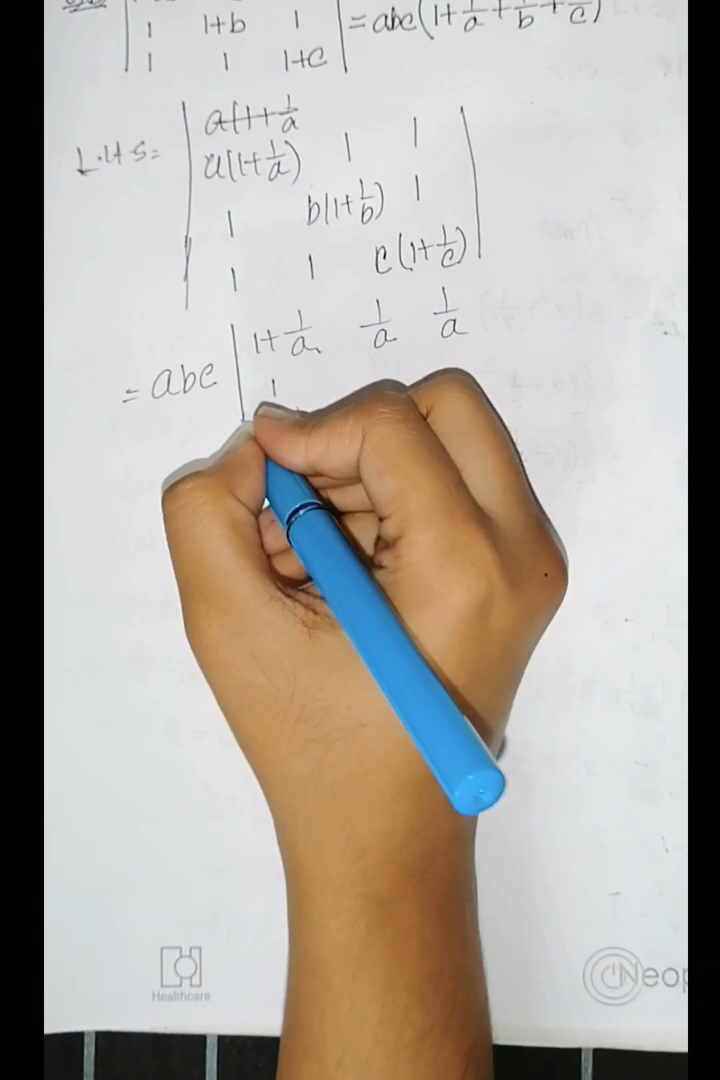 1 1+b 1 = abc(1+1/a+1/b+1/c)
1 1 1+c
a(1+1/a
L.H.S= a(1+1/a) 1 1
1 b(1+1/b) 1
1 1 c(1+1/c)
= abc | 1+1/a 1/a 1/a
1
Healthcare
Neop